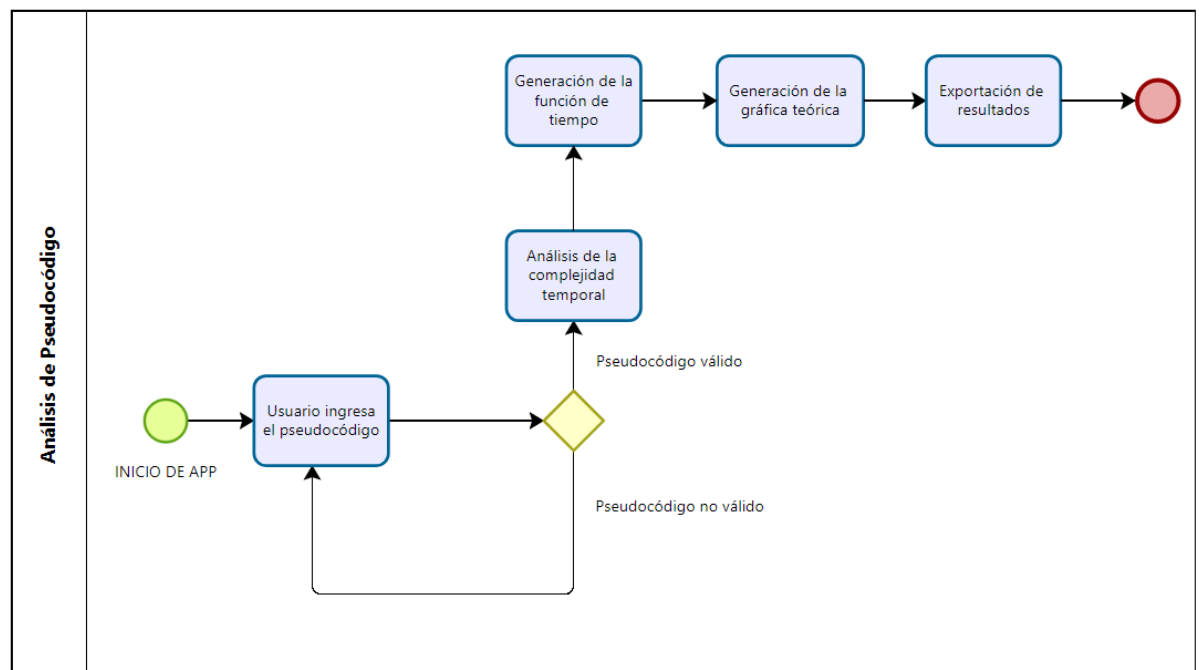 Análisis de Pseudocódigo
Generación de la
función de
tiempo
Generación de la
gráfica teórica
Exportación de
resultados
Análisis de la
complejidad
temporal
Pseudocódigo válido
Usuario ingresa
el pseudocódigo
INICIO DE APP
Pseudocódigo no válido